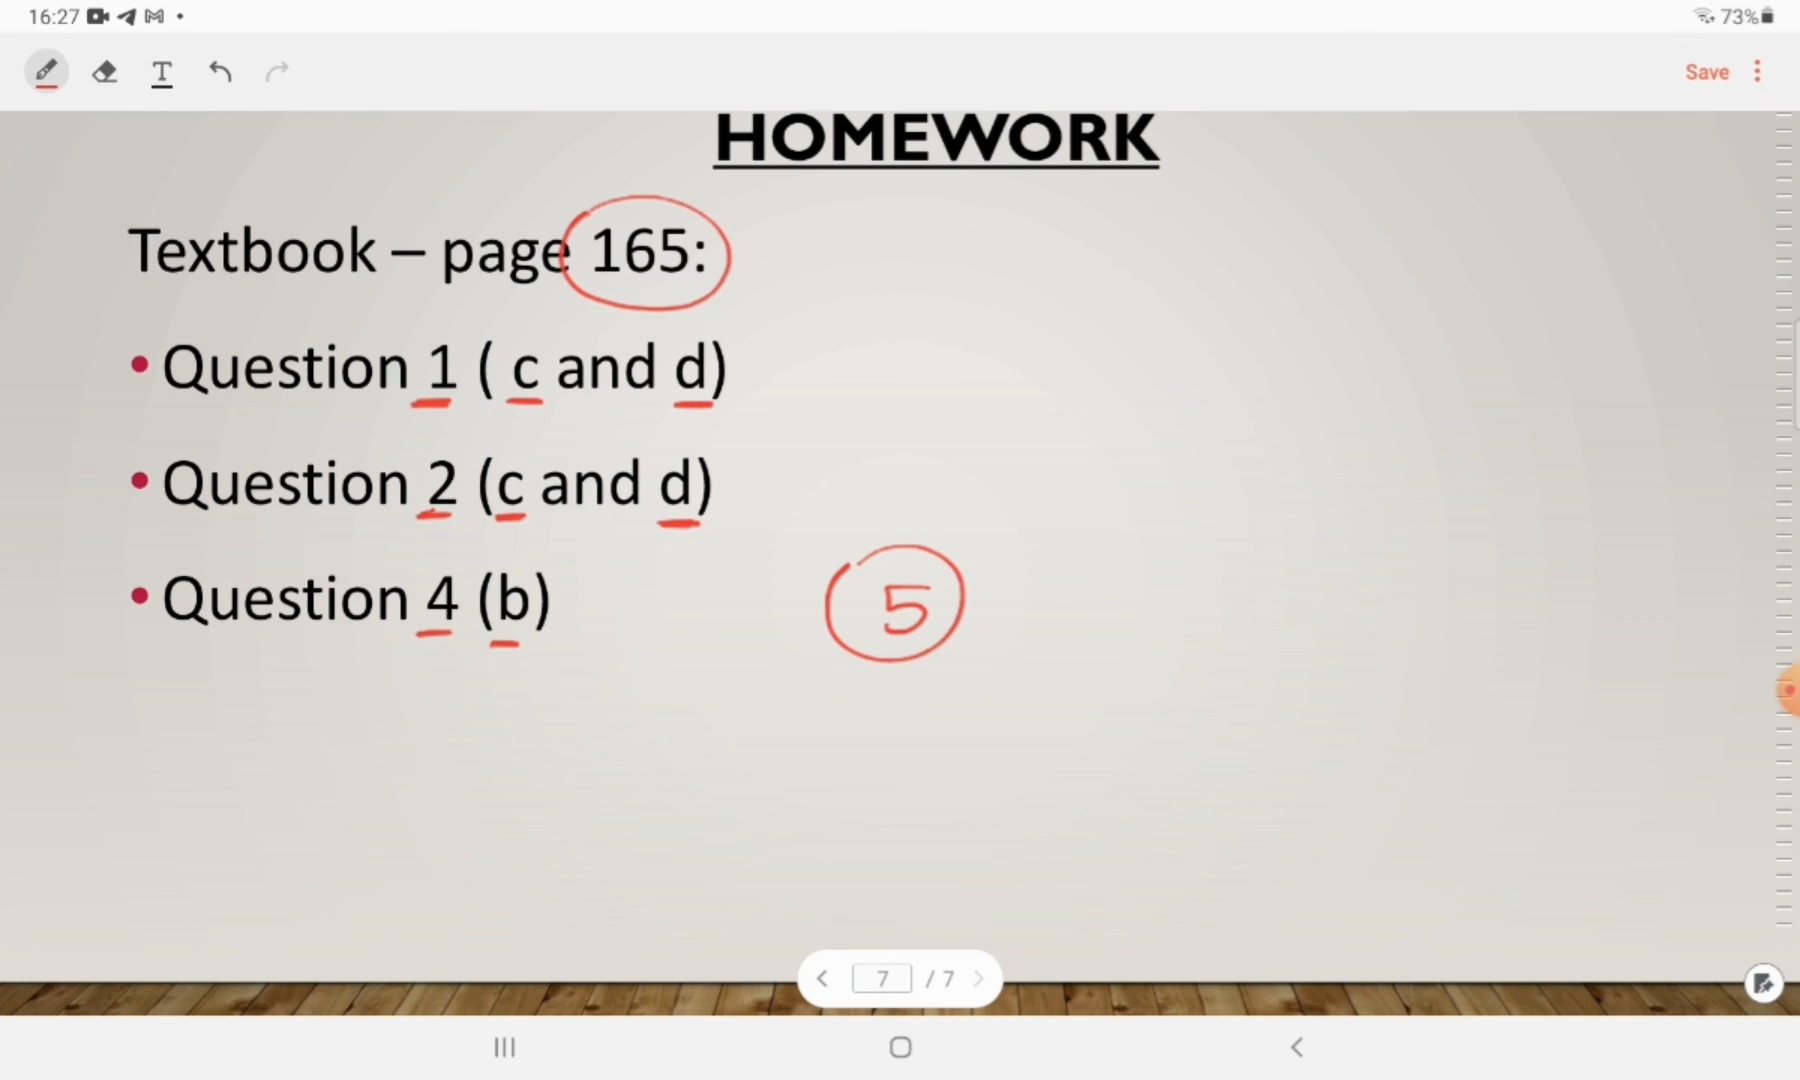 16:27
73%
T
Save
HOMEWORK
Textbook – page 165:
• Question 1 ( c and d)
• Question 2 (c and d)
• Question 4 (b)
5
7 / 7